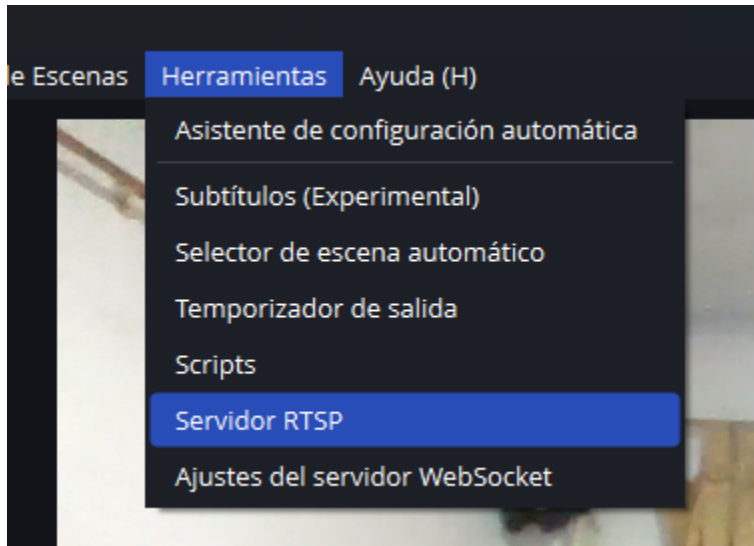 de Escenas Herramientas Ayuda (H)
Asistente de configuración automática
Subtítulos (Experimental)
Selector de escena automático
Temporizador de salida
Scripts
Servidor RTSP
Ajustes del servidor WebSocket